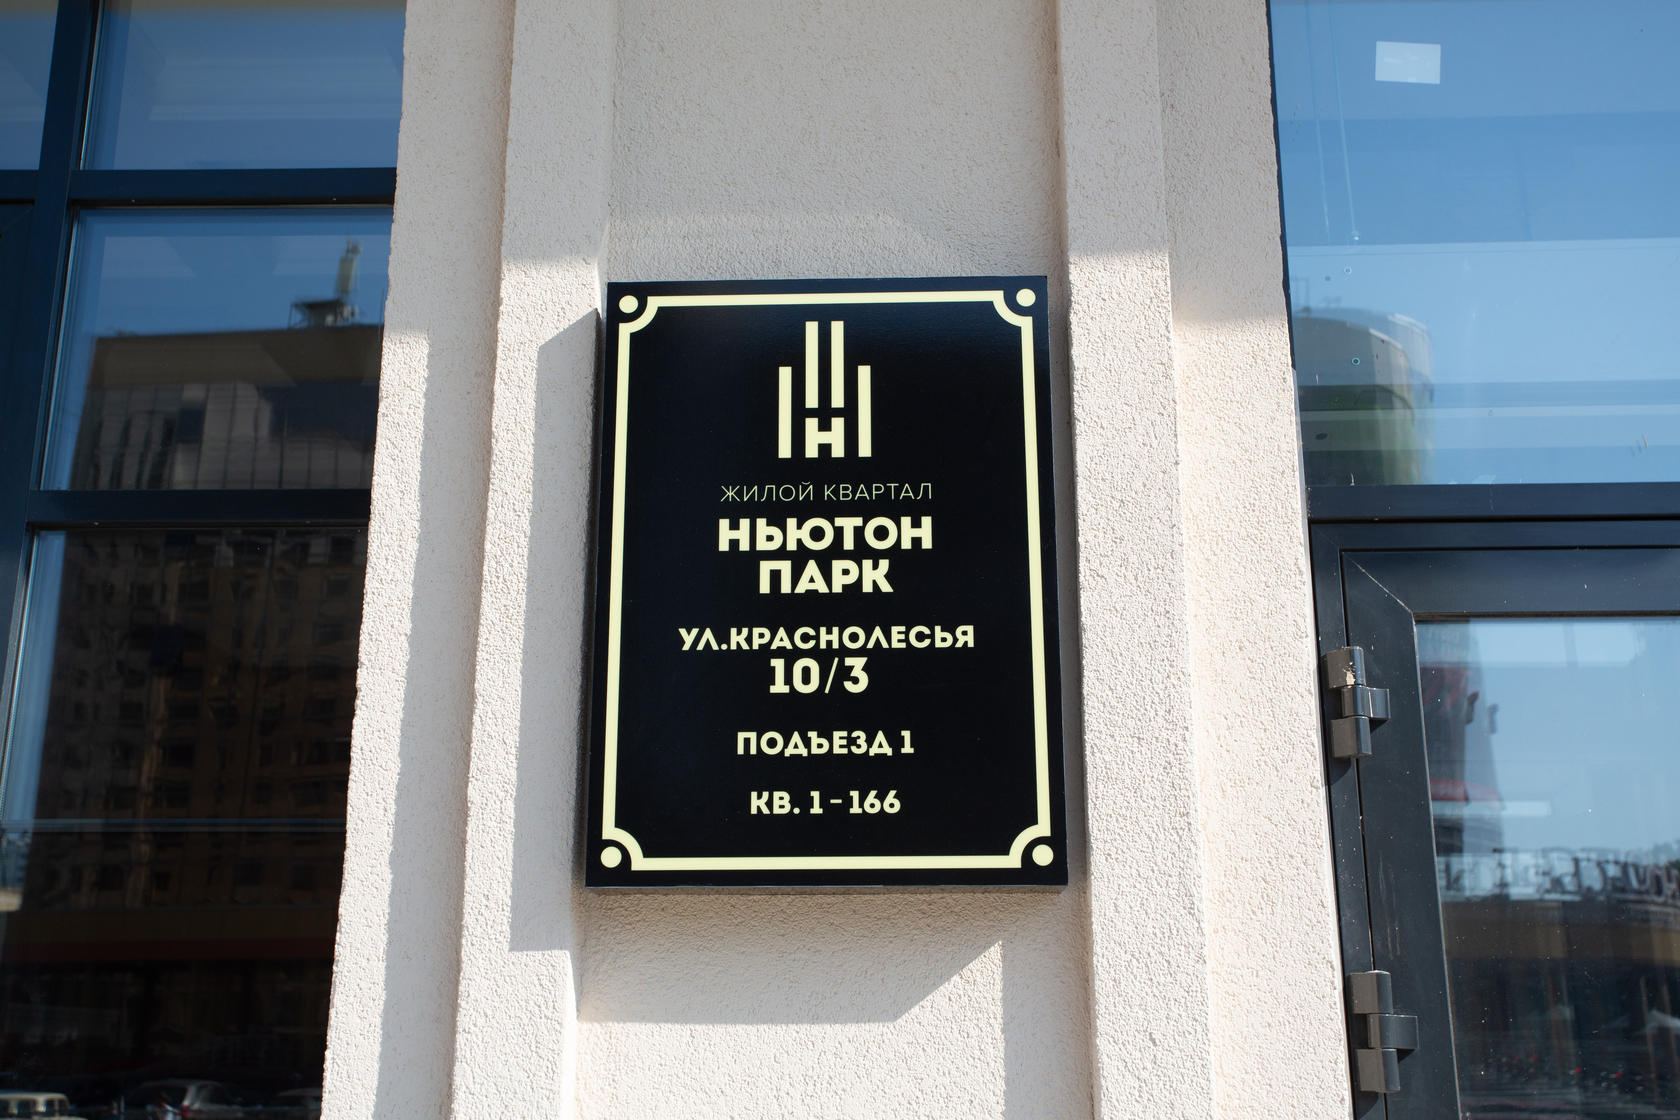 Н
ЖИЛОЙ КВАРТАЛ
НЬЮТОН
ПАРК
УЛ.КРАСНОЛЕСЬЯ
10/3
ПОДЪЕЗД 1
КВ. 1-166